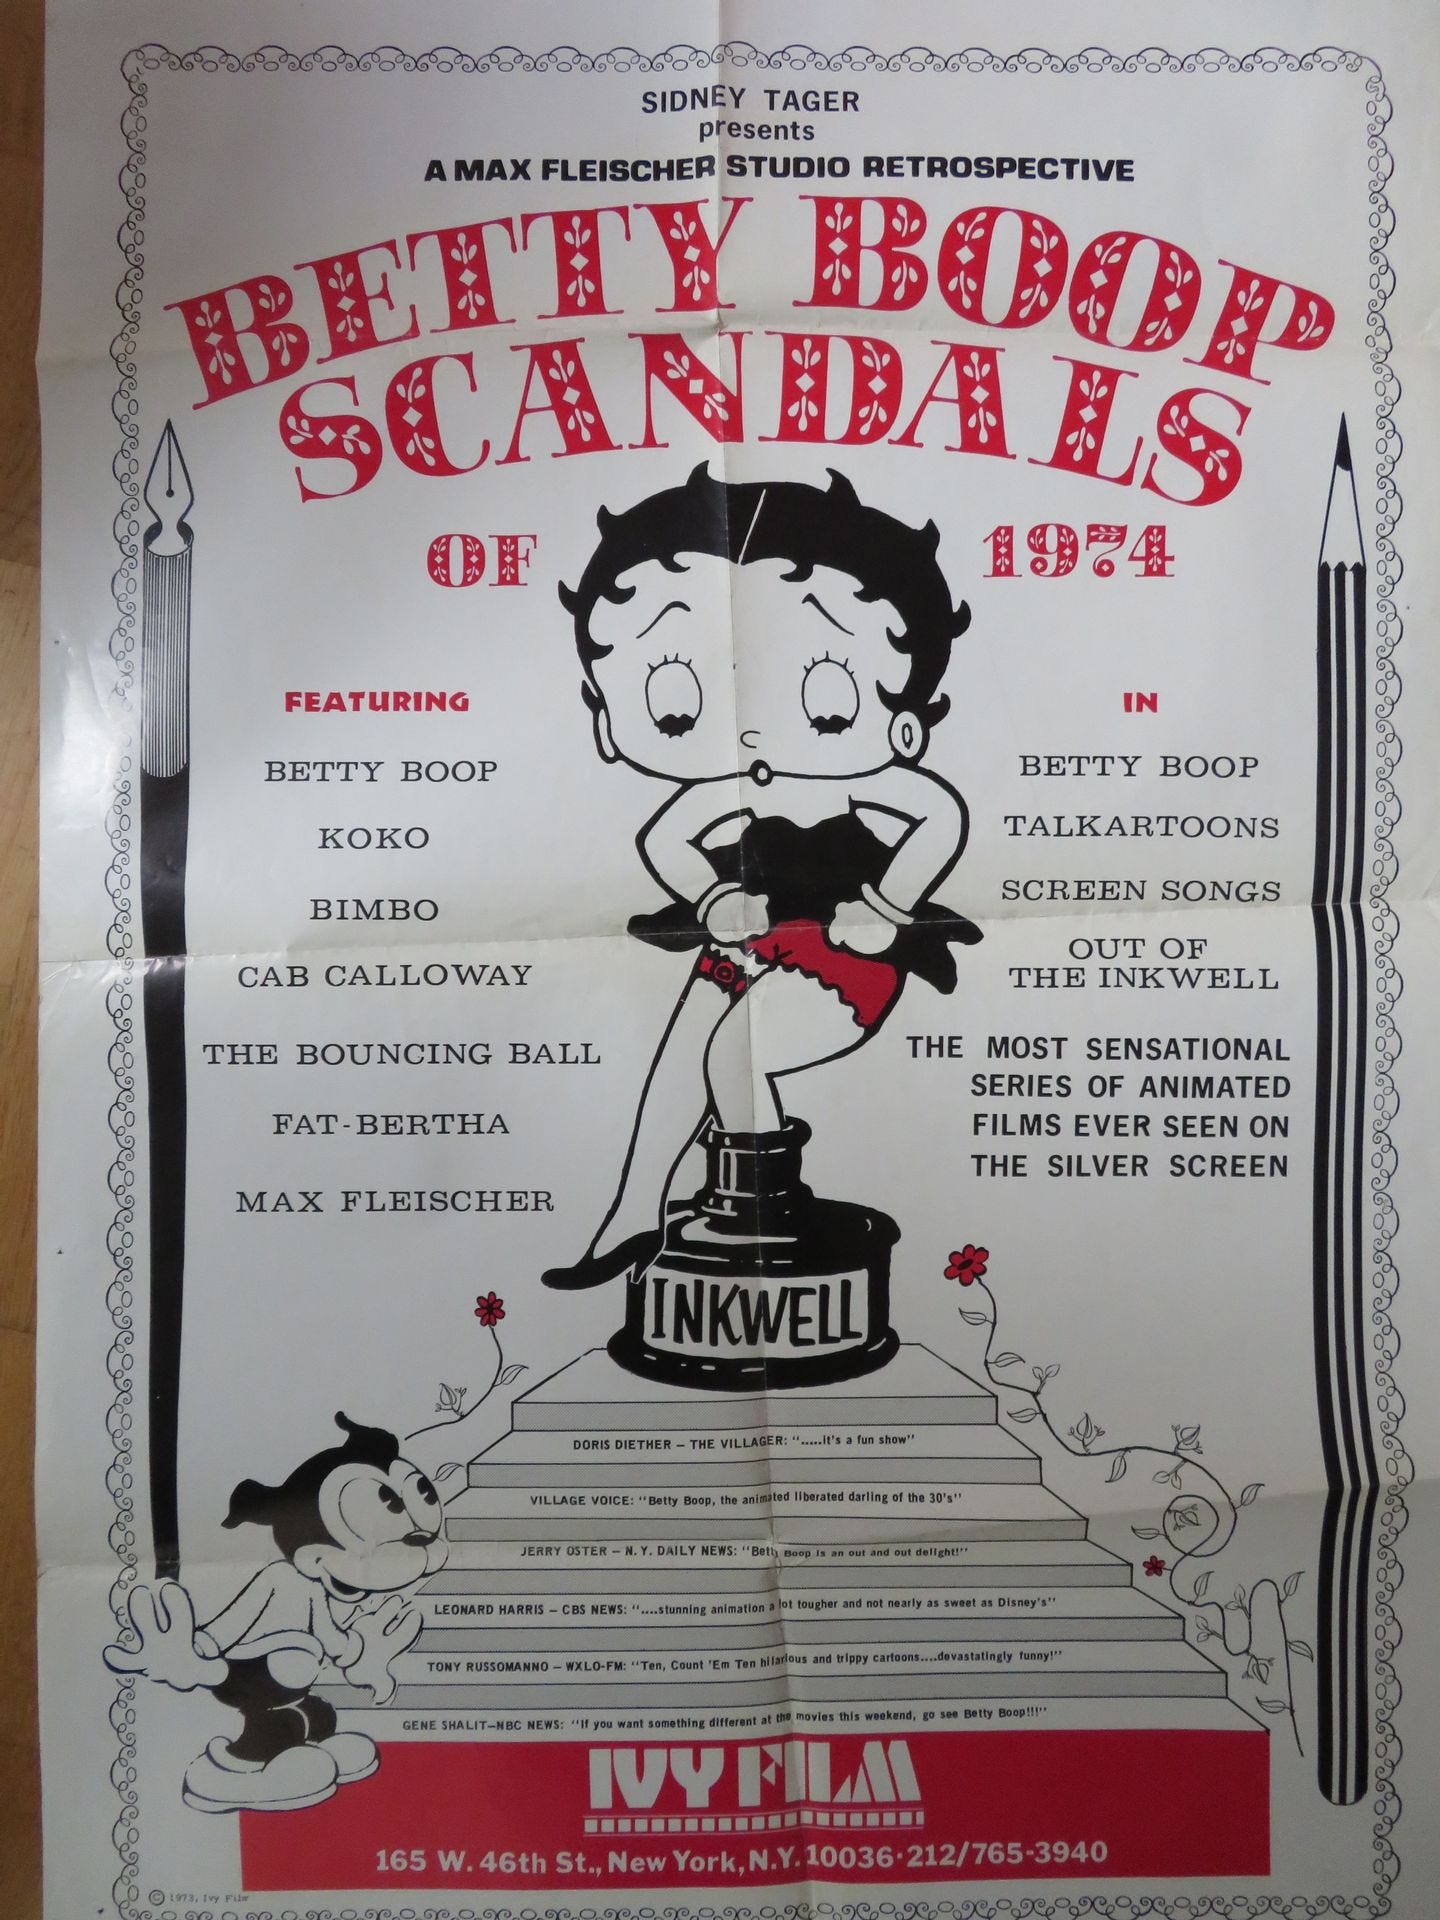 SIDNEY TAGER
presents
A MAX FLEISCHER STUDIO RETROSPECTIVE
BETTY BOOP
SCANDALS
OF 1974
FEATURING
BETTY BOOP
KOKO
BIMBO
CAB CALLOWAY
THE BOUNCING BALL
FAT-BERTHA
MAX FLEISCHER
IN
BETTY BOOP
TALKARTOONS
SCREEN SONGS
OUT OF
THE INKWELL
THE MOST SENSATIONAL
SERIES OF ANIMATED
FILMS EVER SEEN ON
THE SILVER SCREEN
INKWELL
DORIS DIETHER – THE VILLAGER: ".....it's a fun show"
VILLAGE VOICE: "Betty Boop, the animated liberated darling of the 30's"
JERRY OSTER – N.Y. DAILY NEWS: "Betty Boop is an out and out delight!"
LEONARD HARRIS – CBS NEWS: "....stunning animation a lot tougher and not nearly as sweet as Disney's"
TONY RUSSOMANNO – WXLO-FM: "Ten, Count 'Em Ten hilarious and trippy cartoons....devastatingly funny!"
GENE SHALIT–NBC NEWS: "If you want something different at the movies this weekend, go see Betty Boop!!!"
IVY FILM
165 W. 46th St., New York, N.Y. 10036·212/765-3940
© 1973, Ivy Film